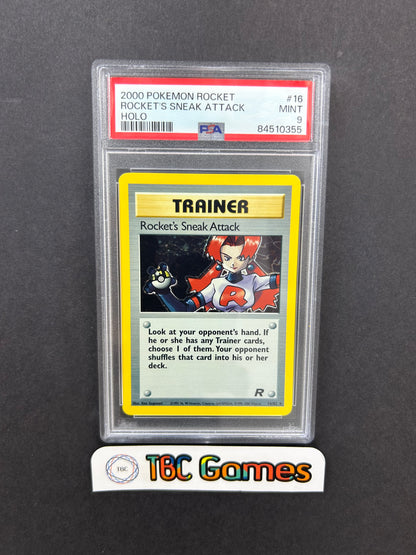 2000 POKEMON ROCKET #16
ROCKET'S SNEAK ATTACK MINT
HOLO 9
PSA 84510355
TRAINER
Rocket's Sneak Attack
R
Look at your opponent's hand. If
he or she has any Trainer cards,
choose 1 of them. Your opponent
shuffles that card into his or her
deck.
R
TBC
TBC Games